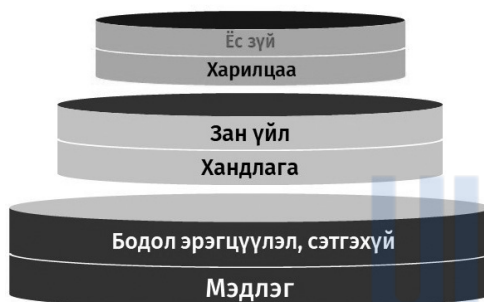 Ёс зүй
Харилцаа
Зан үйл
Хандлага
Бодол эрэгцүүлэл, сэтгэхүй
Мэдлэг